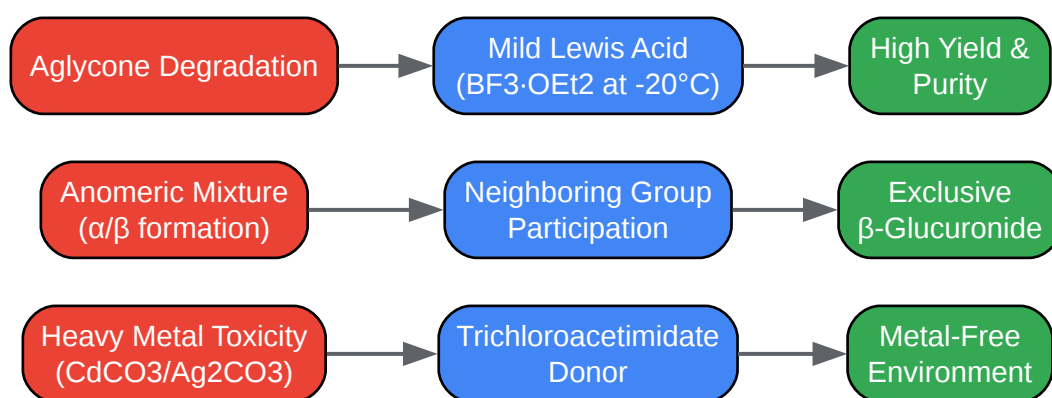 Aglycone Degradation
Mild Lewis Acid
(BF3·OEt2 at -20°C)
High Yield &
Purity
Anomeric Mixture
(α/β formation)
Neighboring Group
Participation
Exclusive
β-Glucuronide
Heavy Metal Toxicity
(CdCO3/Ag2CO3)
Trichloroacetimidate
Donor
Metal-Free
Environment